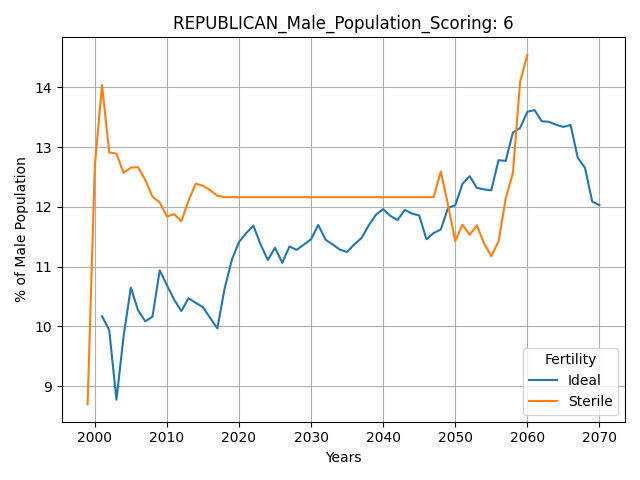 REPUBLICAN_Male_Population_Scoring: 6
% of Male Population
14
13
12
11
10
9
2000 2010 2020 2030 2040 2050 2060 2070
Years
Fertility
Ideal
Sterile